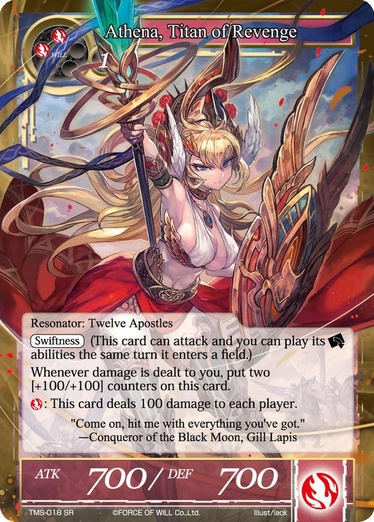 Athena, Titan of Revenge
WILL
1
Resonator: Twelve Apostles
Swiftness (This card can attack and you can play its
abilities the same turn it enters a field.)
Whenever damage is dealt to you, put two
[+100/+100] counters on this card.
: This card deals 100 damage to each player.
"Come on, hit me with everything you've got."
—Conqueror of the Black Moon, Gill Lapis
ATK 700 / DEF 700
TMS-018 SR ©FORCE OF WILL Co.,Ltd. Illust/lack